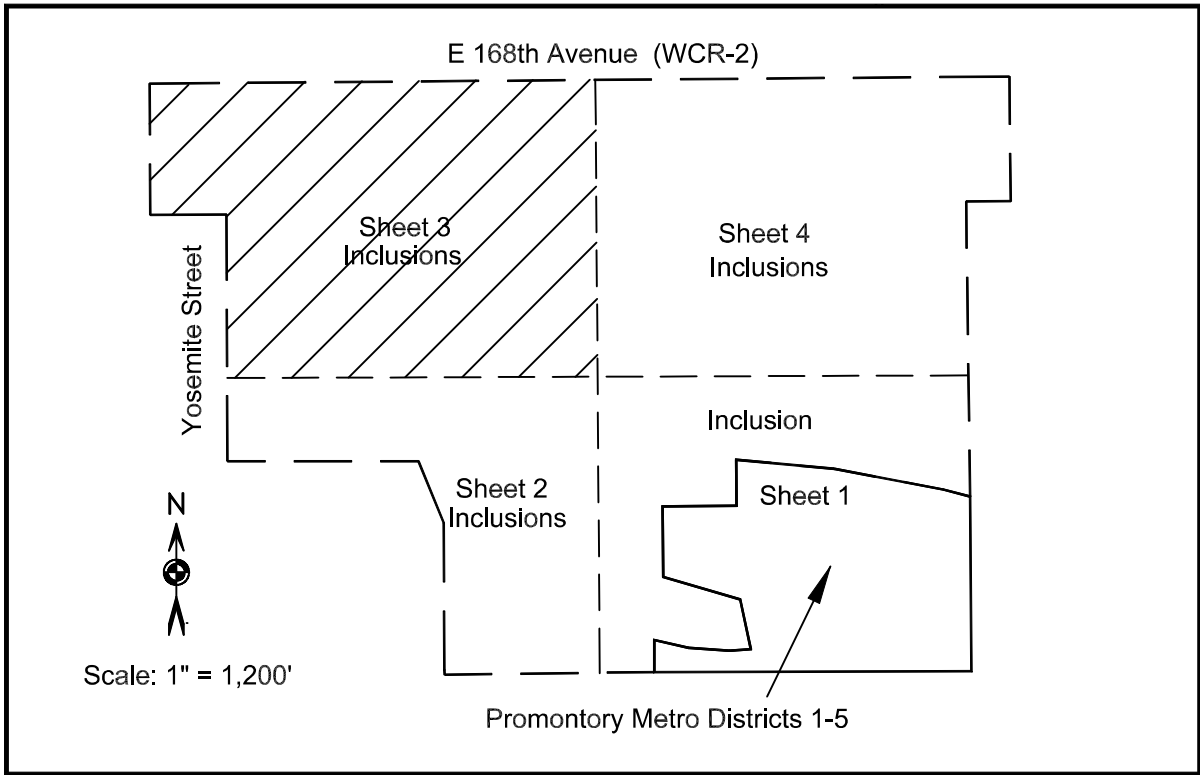 E 168th Avenue (WCR-2)
Sheet 3
Inclusions
Sheet 4
Inclusions
Yosemite Street
Inclusion
Sheet 2
Inclusions
Sheet 1
N
Scale: 1" = 1,200'
Promontory Metro Districts 1-5